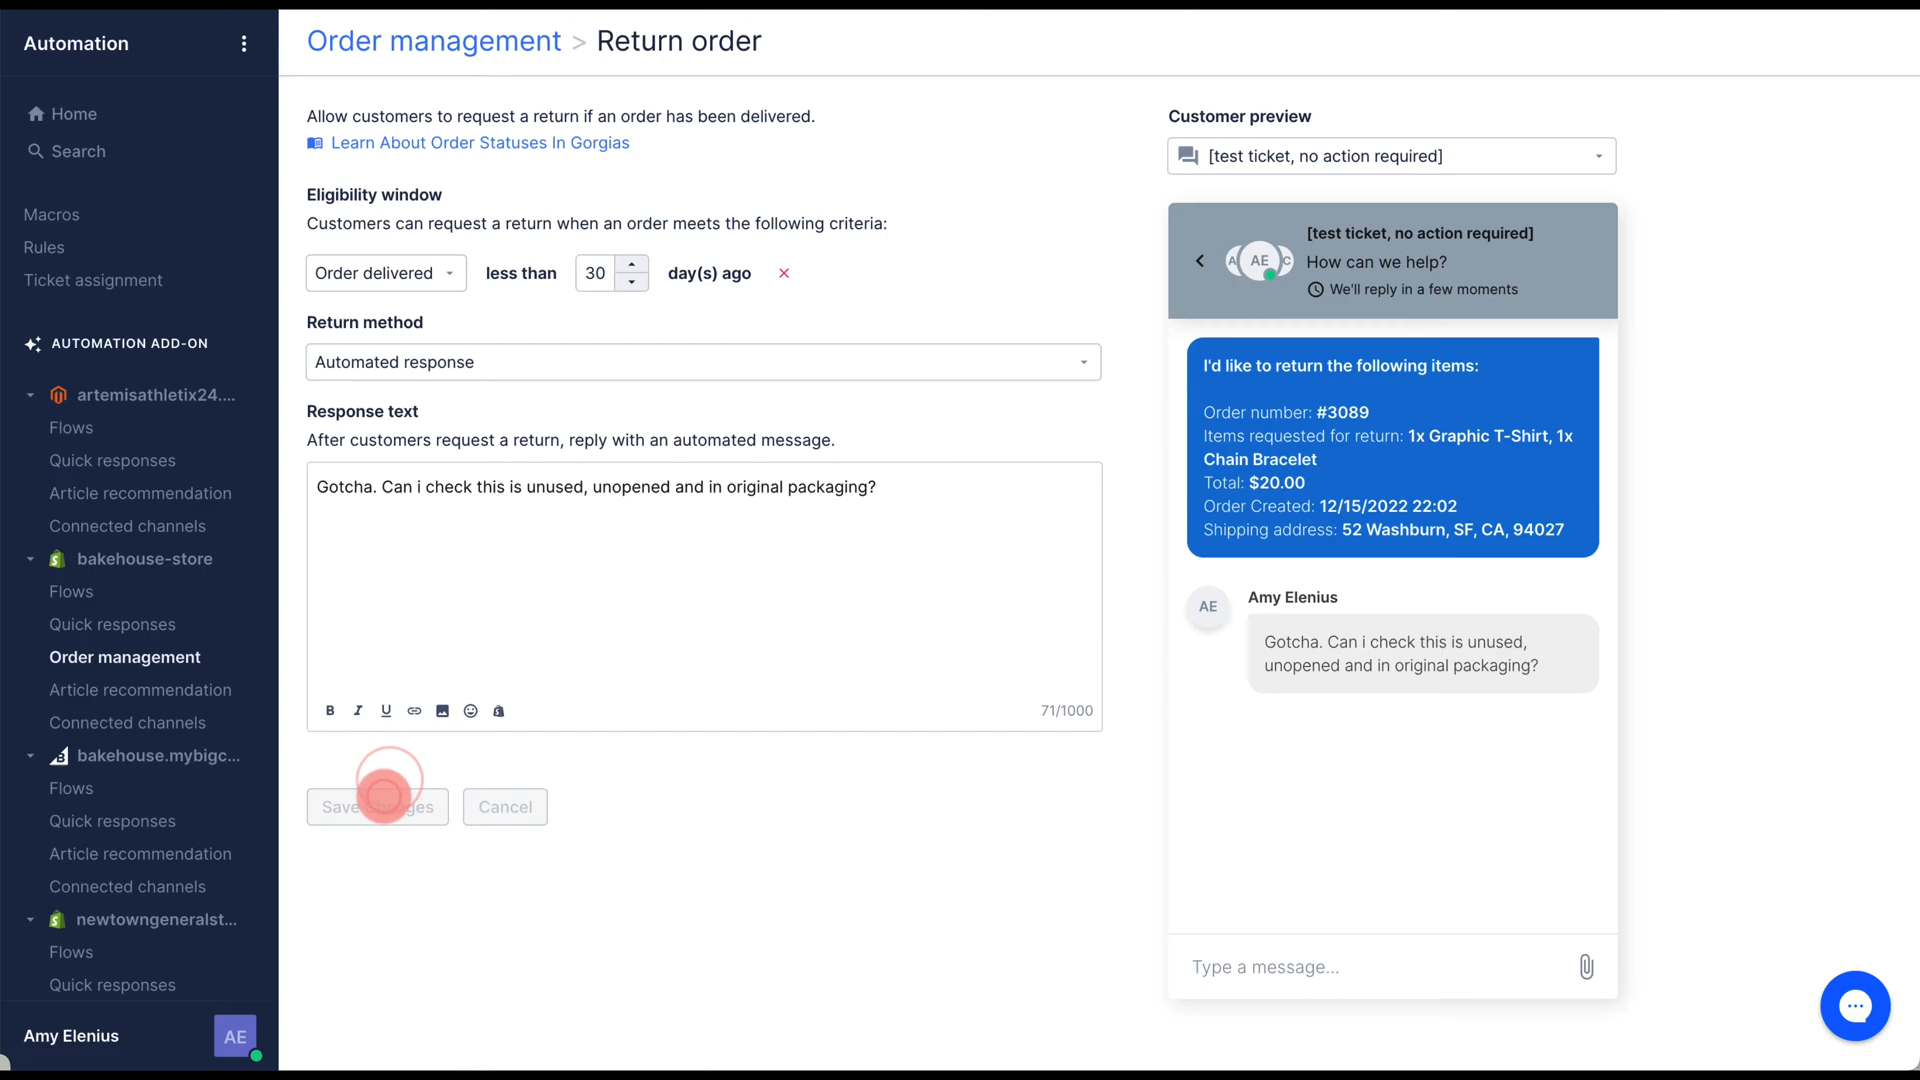 Automation
Home
Search
Macros
Rules
Ticket assignment
AUTOMATION ADD-ON
artemisathletix24....
Flows
Quick responses
Article recommendation
Connected channels
bakehouse-store
Flows
Quick responses
Order management
Article recommendation
Connected channels
bakehouse.mybigc...
Flows
Quick responses
Article recommendation
Connected channels
newtowngeneralst...
Flows
Quick responses
Amy Elenius
AE
Order management > Return order
Allow customers to request a return if an order has been delivered.
Learn About Order Statuses In Gorgias
Eligibility window
Customers can request a return when an order meets the following criteria:
Order delivered less than 30 day(s) ago
Return method
Automated response
Response text
After customers request a return, reply with an automated message.
Gotcha. Can i check this is unused, unopened and in original packaging?
B I U 71/1000
Save Changes Cancel
Customer preview
[test ticket, no action required]
[test ticket, no action required]
A AE C How can we help?
We'll reply in a few moments
I'd like to return the following items:
Order number: #3089
Items requested for return: 1x Graphic T-Shirt, 1x
Chain Bracelet
Total: $20.00
Order Created: 12/15/2022 22:02
Shipping address: 52 Washburn, SF, CA, 94027
Amy Elenius
AE
Gotcha. Can i check this is unused,
unopened and in original packaging?
Type a message...